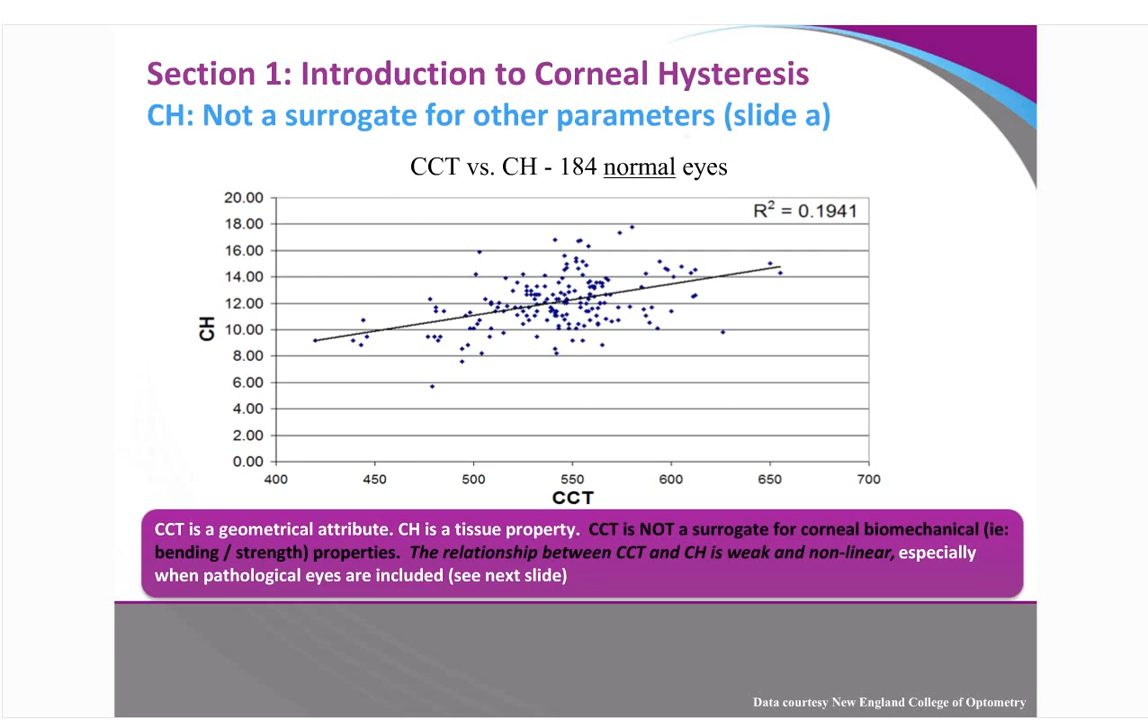 Section 1: Introduction to Corneal Hysteresis
CH: Not a surrogate for other parameters (slide a)
CCT vs. CH - 184 normal eyes
R² = 0.1941
20.00
18.00
16.00
14.00
12.00
10.00
8.00
6.00
4.00
2.00
0.00
CH
400 450 500 550 600 650 700
CCT
CCT is a geometrical attribute. CH is a tissue property. CCT is NOT a surrogate for corneal biomechanical (ie:
bending / strength) properties. The relationship between CCT and CH is weak and non-linear, especially
when pathological eyes are included (see next slide)
Data courtesy New England College of Optometry